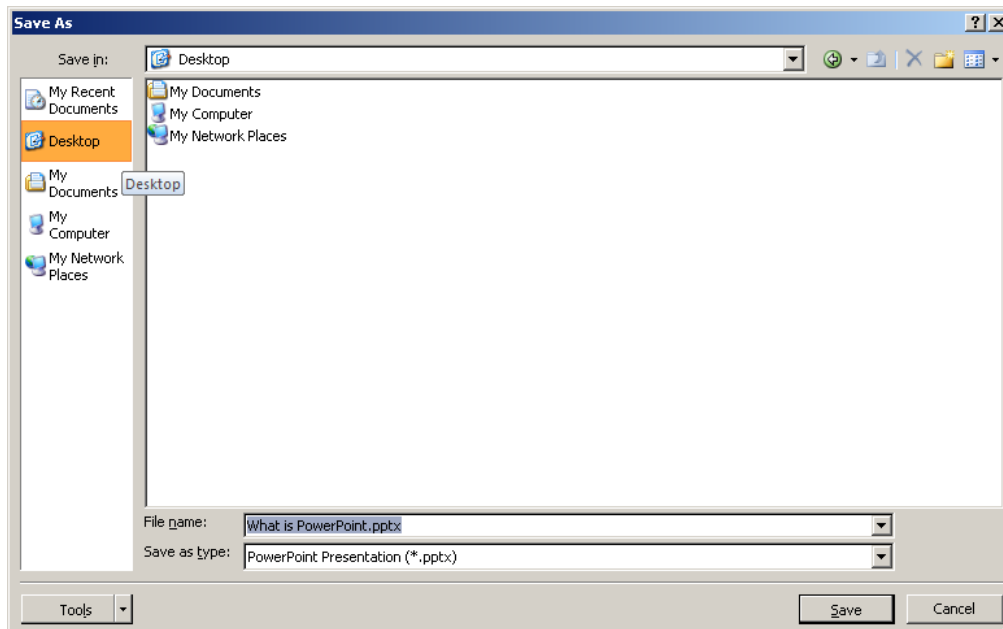 Save As
Save in:
Desktop
My Recent
Documents
Desktop
My
Documents
My
Computer
My Network
Places
Desktop
My Documents
My Computer
My Network Places
File name:
What is PowerPoint.pptx
Save as type:
PowerPoint Presentation (*.pptx)
Tools
Save
Cancel